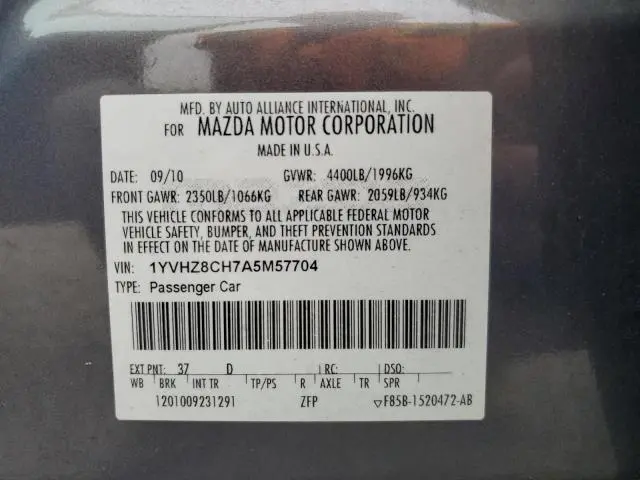 MFD. BY AUTO ALLIANCE INTERNATIONAL, INC.
FOR MAZDA MOTOR CORPORATION
MADE IN U.S.A.
DATE: 09/10 GVWR: 4400LB/1996KG
FRONT GAWR: 2350LB/1066KG REAR GAWR: 2059LB/934KG
THIS VEHICLE CONFORMS TO ALL APPLICABLE FEDERAL MOTOR
VEHICLE SAFETY, BUMPER, AND THEFT PREVENTION STANDARDS
IN EFFECT ON THE DATE OF MANUFACTURE SHOWN ABOVE.
VIN: 1YVHZ8CH7A5M57704
TYPE: Passenger Car
EXT PNT: 37 D RC: DSO:
WB BRK INT TR TP/PS R AXLE TR SPR
1201009231291 ZFP ▽F85B-1520472-AB